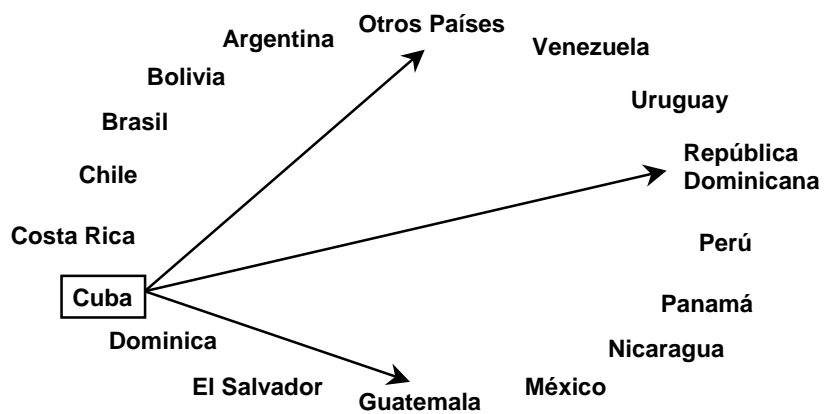 Otros Países
Argentina
Venezuela
Bolivia
Uruguay
Brasil
República
Dominicana
Chile
Costa Rica
Perú
Cuba
Panamá
Dominica
Nicaragua
El Salvador
México
Guatemala